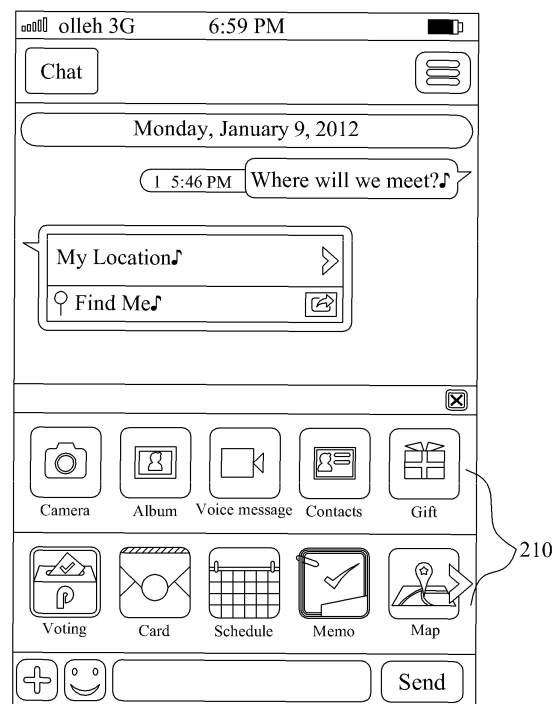 olleh 3G 6:59 PM
Chat
Monday, January 9, 2012
1 5:46 PM Where will we meet?♪
My Location♪
Find Me♪
Camera Album Voice message Contacts Gift
210
Voting Card Schedule Memo Map
Send